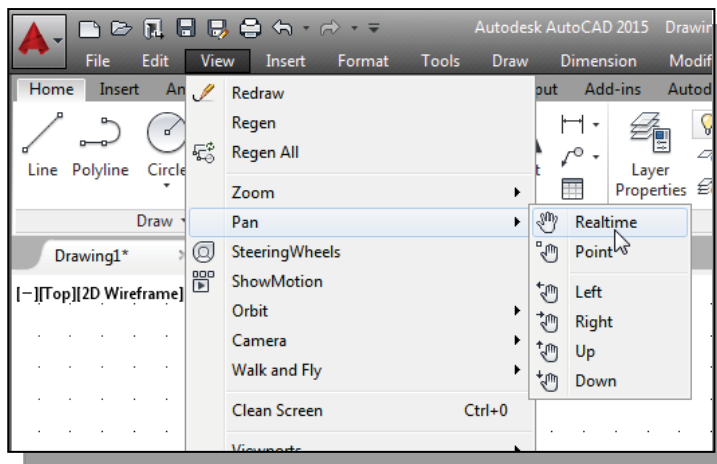 Autodesk AutoCAD 2015 Drawin
File Edit View Insert Format Tools Draw Dimension Modif
Home Insert An put Add-ins Autod
Redraw
Regen
Regen All
Line Polyline Circle
t Layer
Properties
Zoom
Draw
Pan
Realtime
Drawing1*
SteeringWheels
Point
[−][Top][2D Wireframe]
ShowMotion
Left
Orbit
Right
Camera
Up
Walk and Fly
Down
Clean Screen Ctrl+0
Viewports